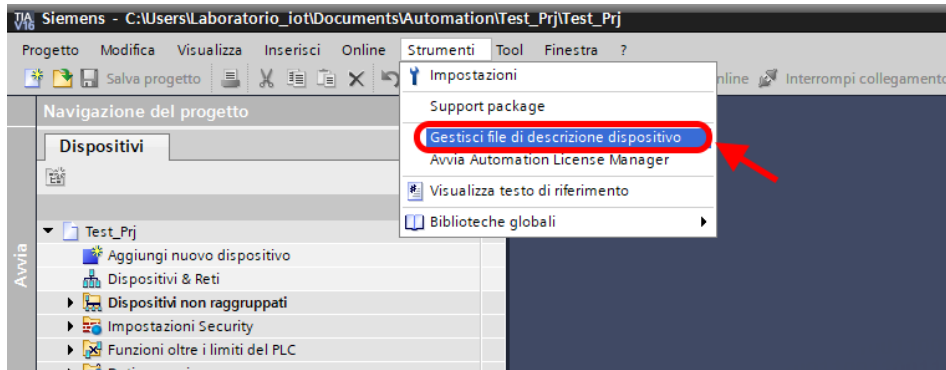 TIA V16 Siemens - C:\Users\Laboratorio_iot\Documents\Automation\Test_Prj\Test_Prj
Progetto Modifica Visualizza Inserisci Online Strumenti Tool Finestra ?
Salva progetto
nline Interrompi collegamento
Impostazioni
Support package
Gestisci file di descrizione dispositivo
Avvia Automation License Manager
Visualizza testo di riferimento
Biblioteche globali
Navigazione del progetto
Dispositivi
Avvia
Test_Prj
Aggiungi nuovo dispositivo
Dispositivi & Reti
Dispositivi non raggruppati
Impostazioni Security
Funzioni oltre i limiti del PLC